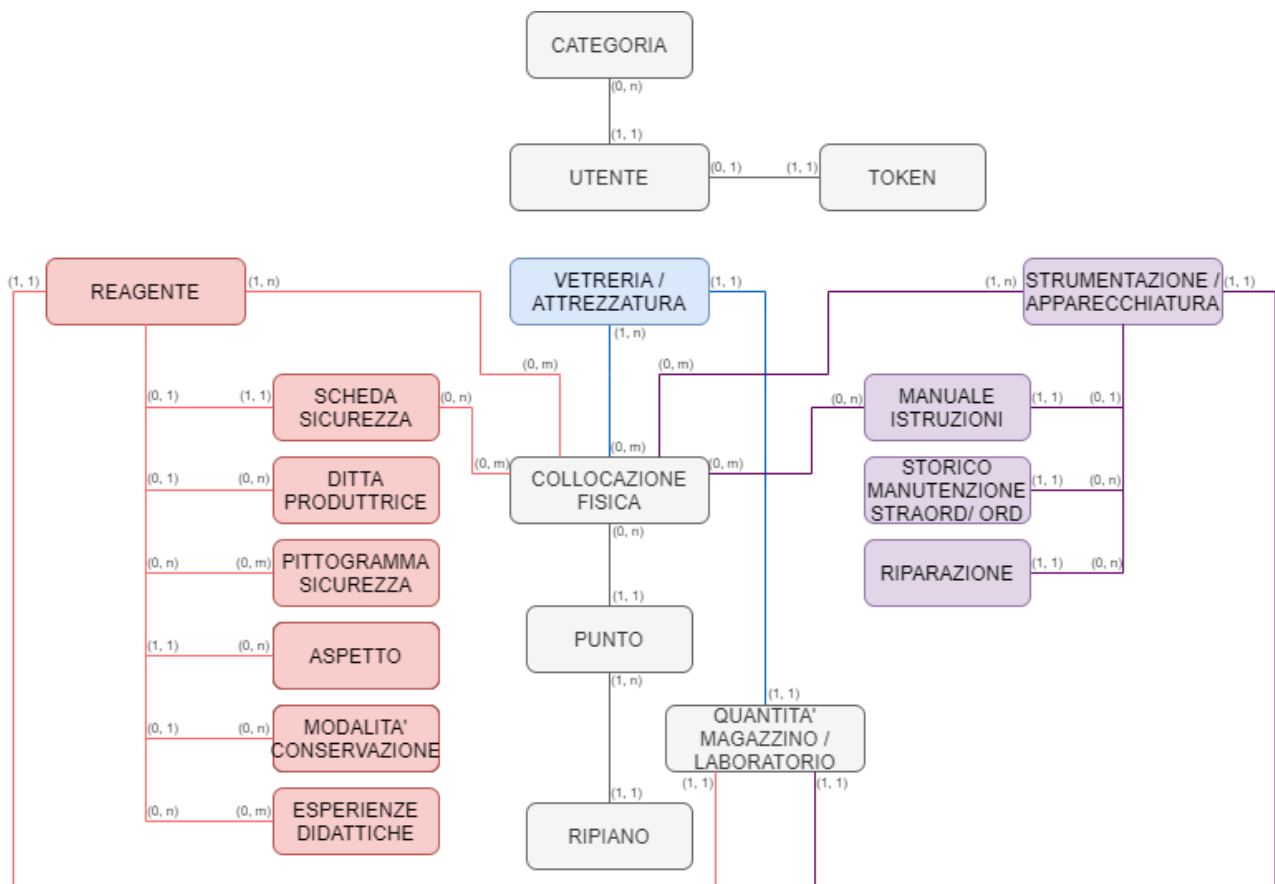 CATEGORIA
(0, n)
(1, 1)
UTENTE
(0, 1)
(1, 1)
TOKEN
(1, 1)
REAGENTE
(1, n)
VETRERIA /
ATTREZZATURA
(1, 1)
(1, n)
(1, n)
STRUMENTAZIONE /
APPARECCHIATURA
(1, 1)
(0, m)
(0, m)
(0, 1)
(1, 1)
SCHEDA
SICUREZZA
(0, n)
(0, n)
MANUALE
ISTRUZIONI
(1, 1)
(0, 1)
(0, m)
(0, m)
COLLOCAZIONE
FISICA
(0, m)
(0, n)
(0, 1)
(0, n)
DITTA
PRODUTTRICE
STORICO
MANUTENZIONE
STRAORD/ ORD
(1, 1)
(0, n)
(0, n)
(0, m)
PITTOGRAMMA
SICUREZZA
RIPARAZIONE
(1, 1)
(0, n)
(1, 1)
PUNTO
(1, n)
(1, 1)
(0, n)
ASPETTO
(1, 1)
QUANTITA'
MAGAZZINO /
LABORATORIO
(1, 1)
(1, 1)
(0, 1)
(0, n)
MODALITA'
CONSERVAZIONE
(0, n)
(0, m)
ESPERIENZE
DIDATTICHE
(1, 1)
RIPIANO